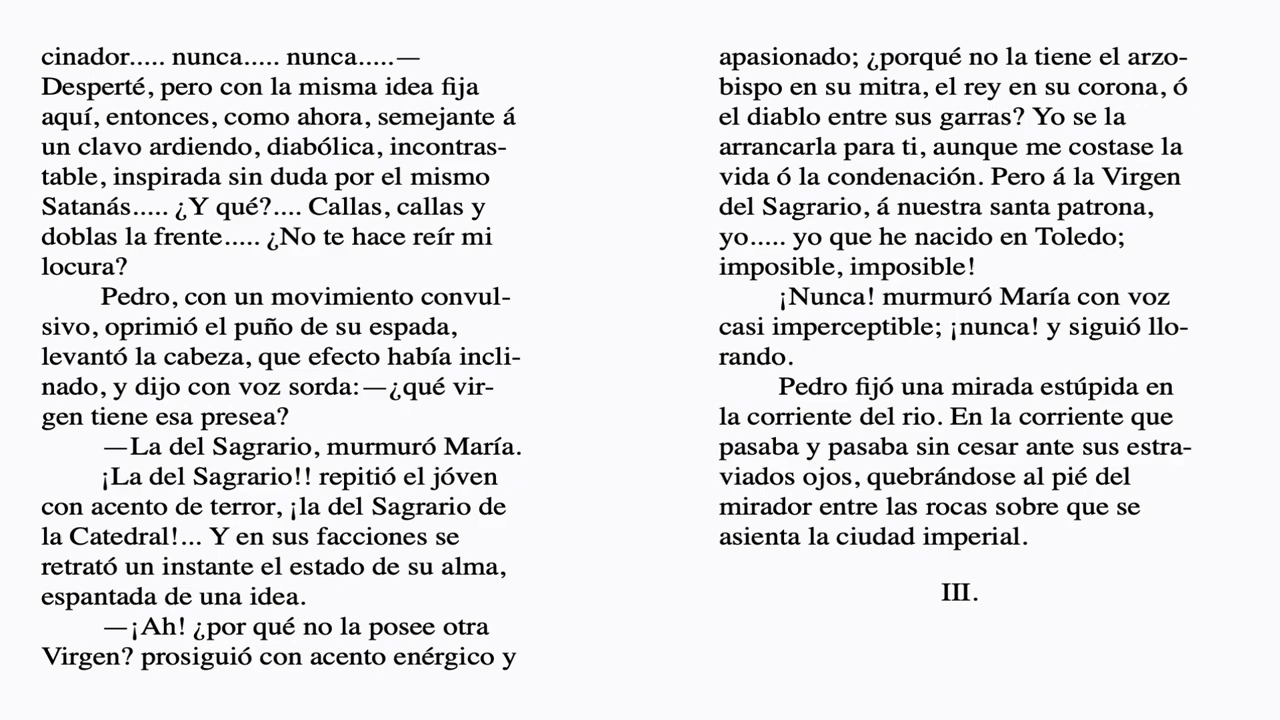 cinador..... nunca..... nunca.....—
Desperté, pero con la misma idea fija
aquí, entonces, como ahora, semejante á
un clavo ardiendo, diabólica, incontras-
table, inspirada sin duda por el mismo
Satanás..... ¿Y qué?.... Callas, callas y
doblas la frente..... ¿No te hace reír mi
locura?
Pedro, con un movimiento convul-
sivo, oprimió el puño de su espada,
levantó la cabeza, que efecto había incli-
nado, y dijo con voz sorda:—¿qué vir-
gen tiene esa presea?
—La del Sagrario, murmuró María.
¡La del Sagrario!! repitió el jóven
con acento de terror, ¡la del Sagrario de
la Catedral!... Y en sus facciones se
retrató un instante el estado de su alma,
espantada de una idea.
—¡Ah! ¿por qué no la posee otra
Virgen? prosiguió con acento enérgico y
apasionado; ¿porqué no la tiene el arzo-
bispo en su mitra, el rey en su corona, ó
el diablo entre sus garras? Yo se la
arrancarla para ti, aunque me costase la
vida ó la condenación. Pero á la Virgen
del Sagrario, á nuestra santa patrona,
yo..... yo que he nacido en Toledo;
imposible, imposible!
¡Nunca! murmuró María con voz
casi imperceptible; ¡nunca! y siguió llo-
rando.
Pedro fijó una mirada estúpida en
la corriente del rio. En la corriente que
pasaba y pasaba sin cesar ante sus estra-
viados ojos, quebrándose al pié del
mirador entre las rocas sobre que se
asienta la ciudad imperial.
III.